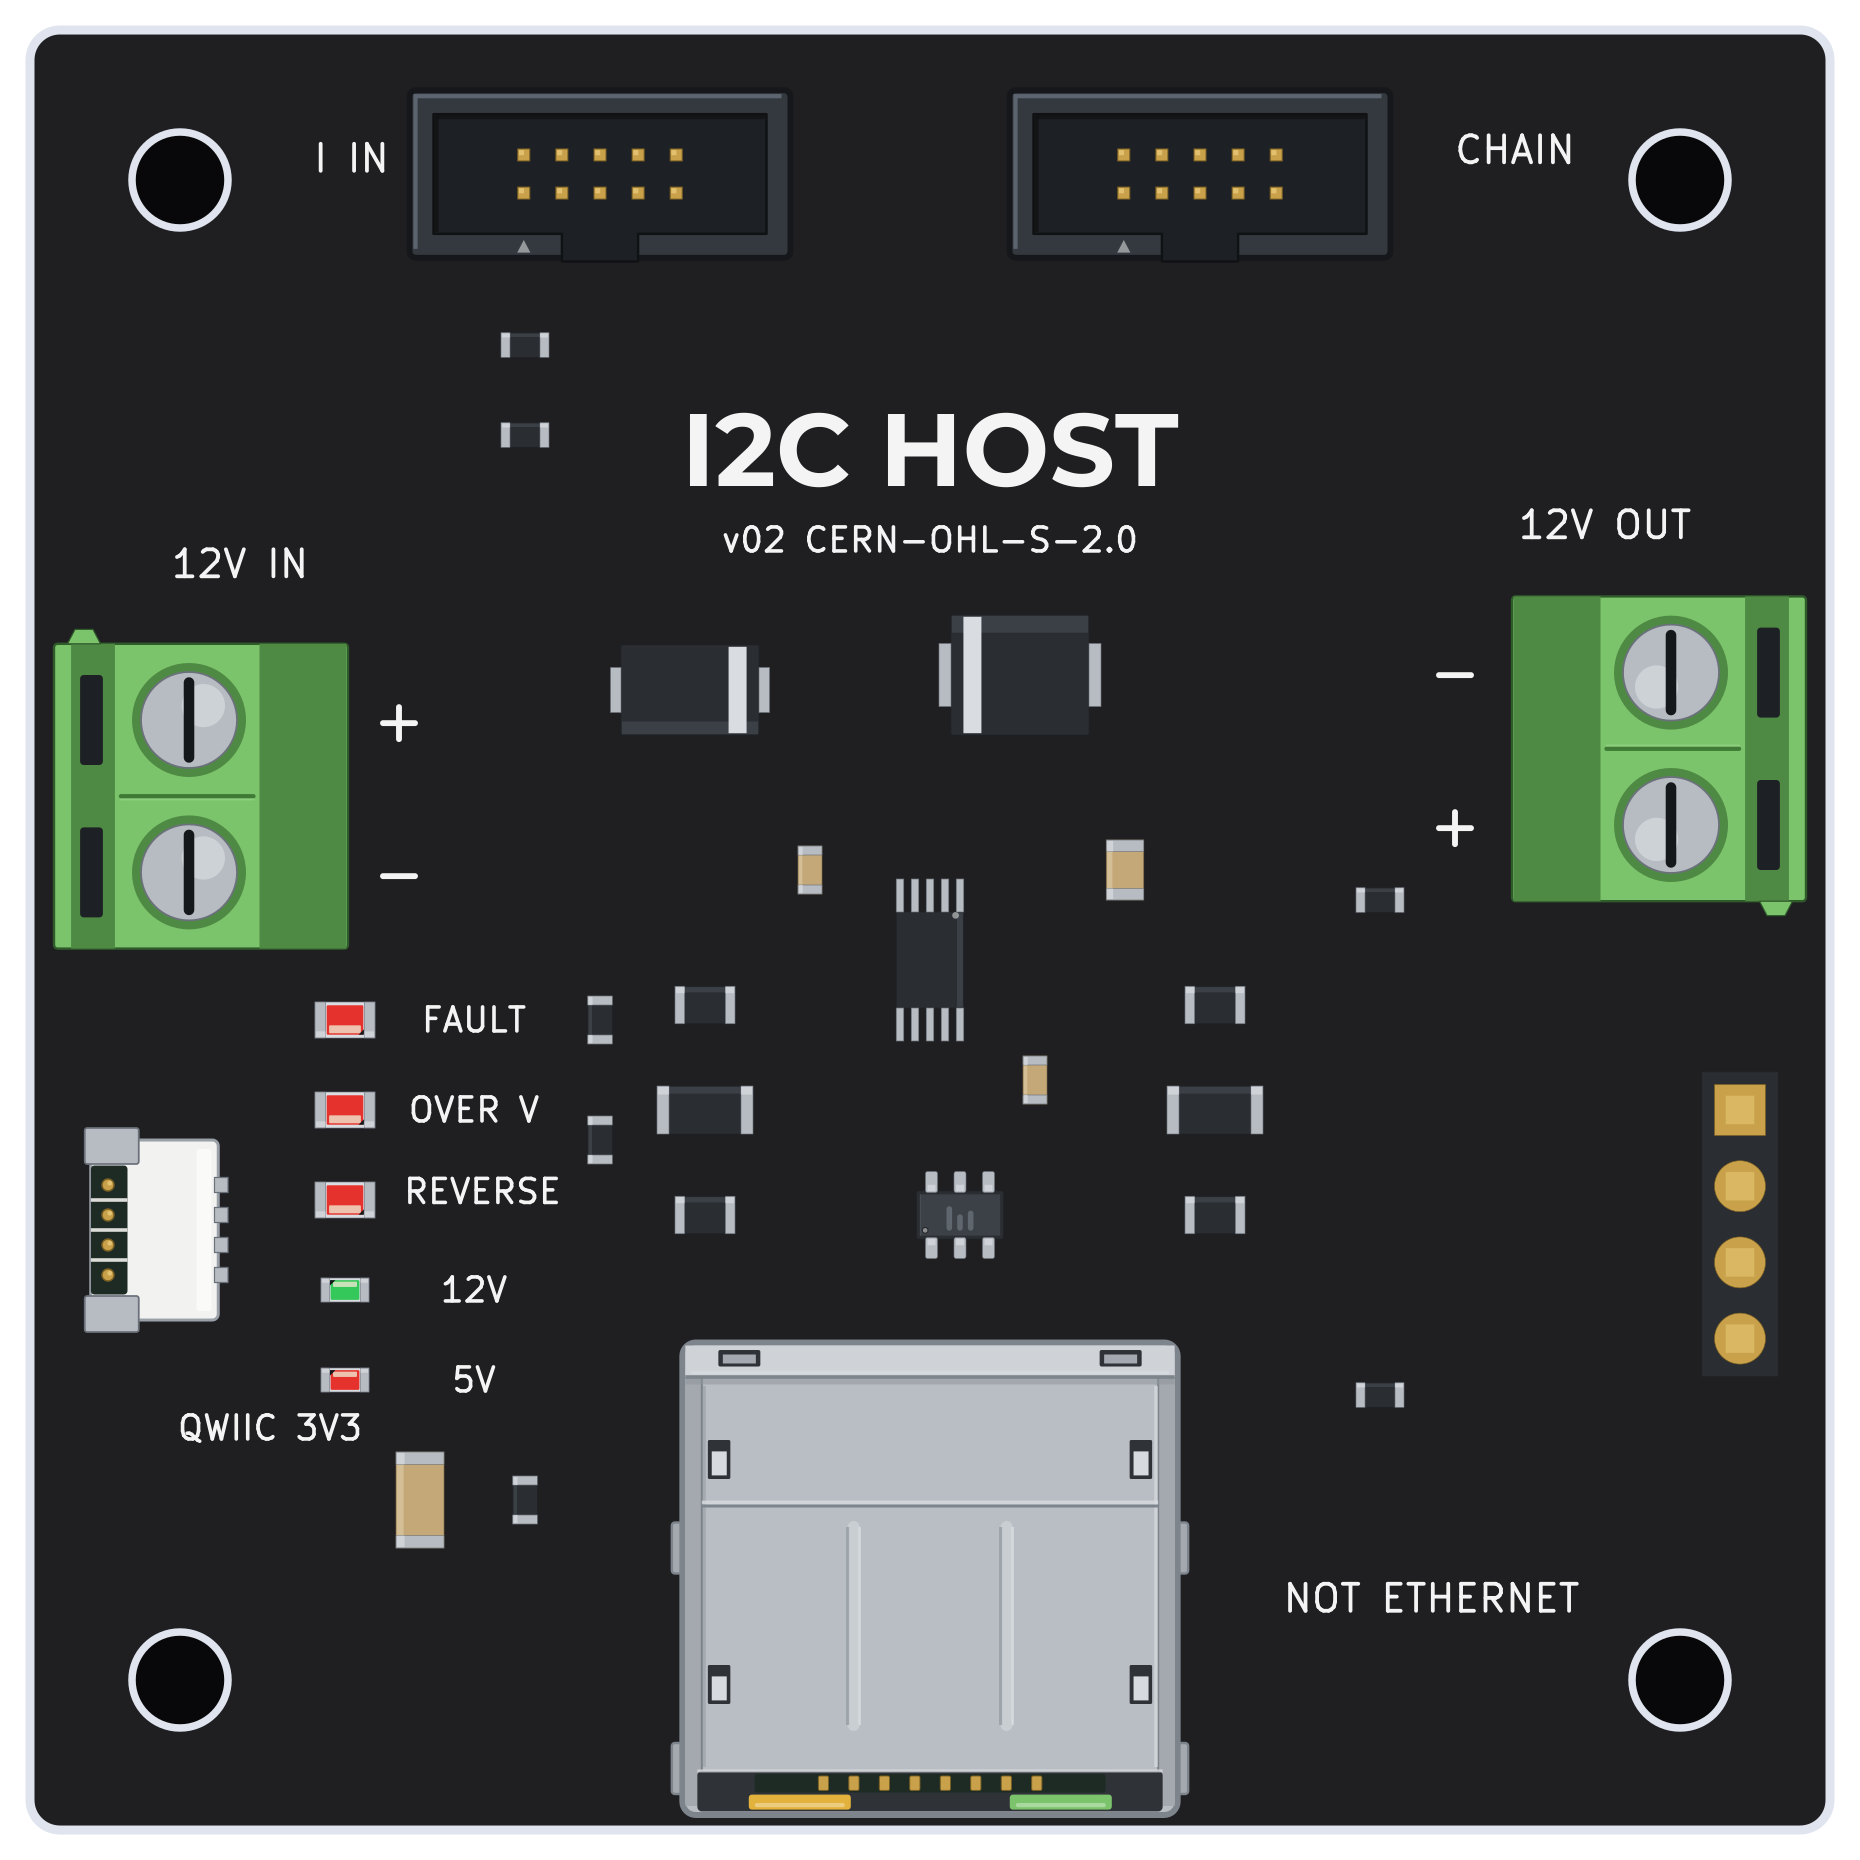 I IN
CHAIN
I2C HOST
v02 CERN-OHL-S-2.0
12V OUT
12V IN
+
-
-
+
FAULT
OVER V
REVERSE
12V
5V
QWIIC 3V3
NOT ETHERNET